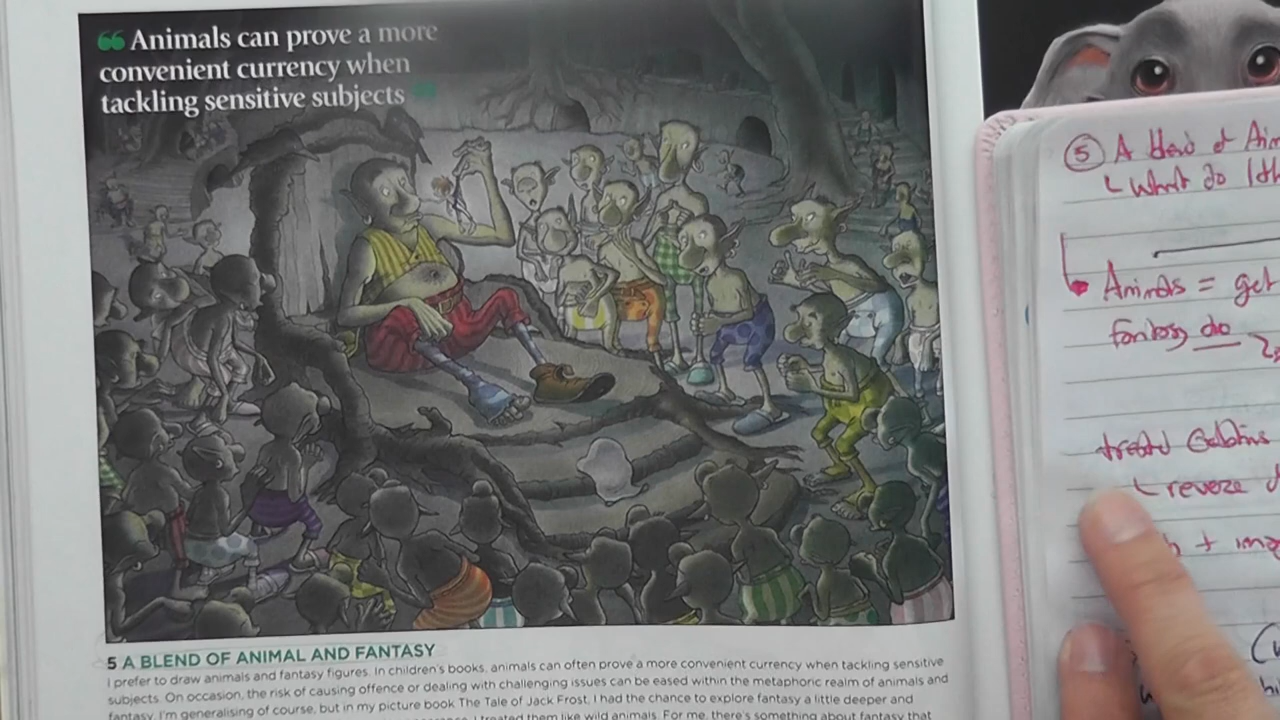 “ Animals can prove a more
convenient currency when
tackling sensitive subjects ”
5 A BLEND OF ANIMAL AND FANTASY
I prefer to draw animals and fantasy figures. In children's books, animals can often prove a more convenient currency when tackling sensitive
subjects. On occasion, the risk of causing offence or dealing with challenging issues can be eased within the metaphoric realm of animals and
fantasy. I'm generalising of course, but in my picture book The Tale of Jack Frost, I had the chance to explore fantasy a little deeper and
I treated them like wild animals. For me, there's something about fantasy that
5 A
What do
Animals = get
fantasy
reverse
+